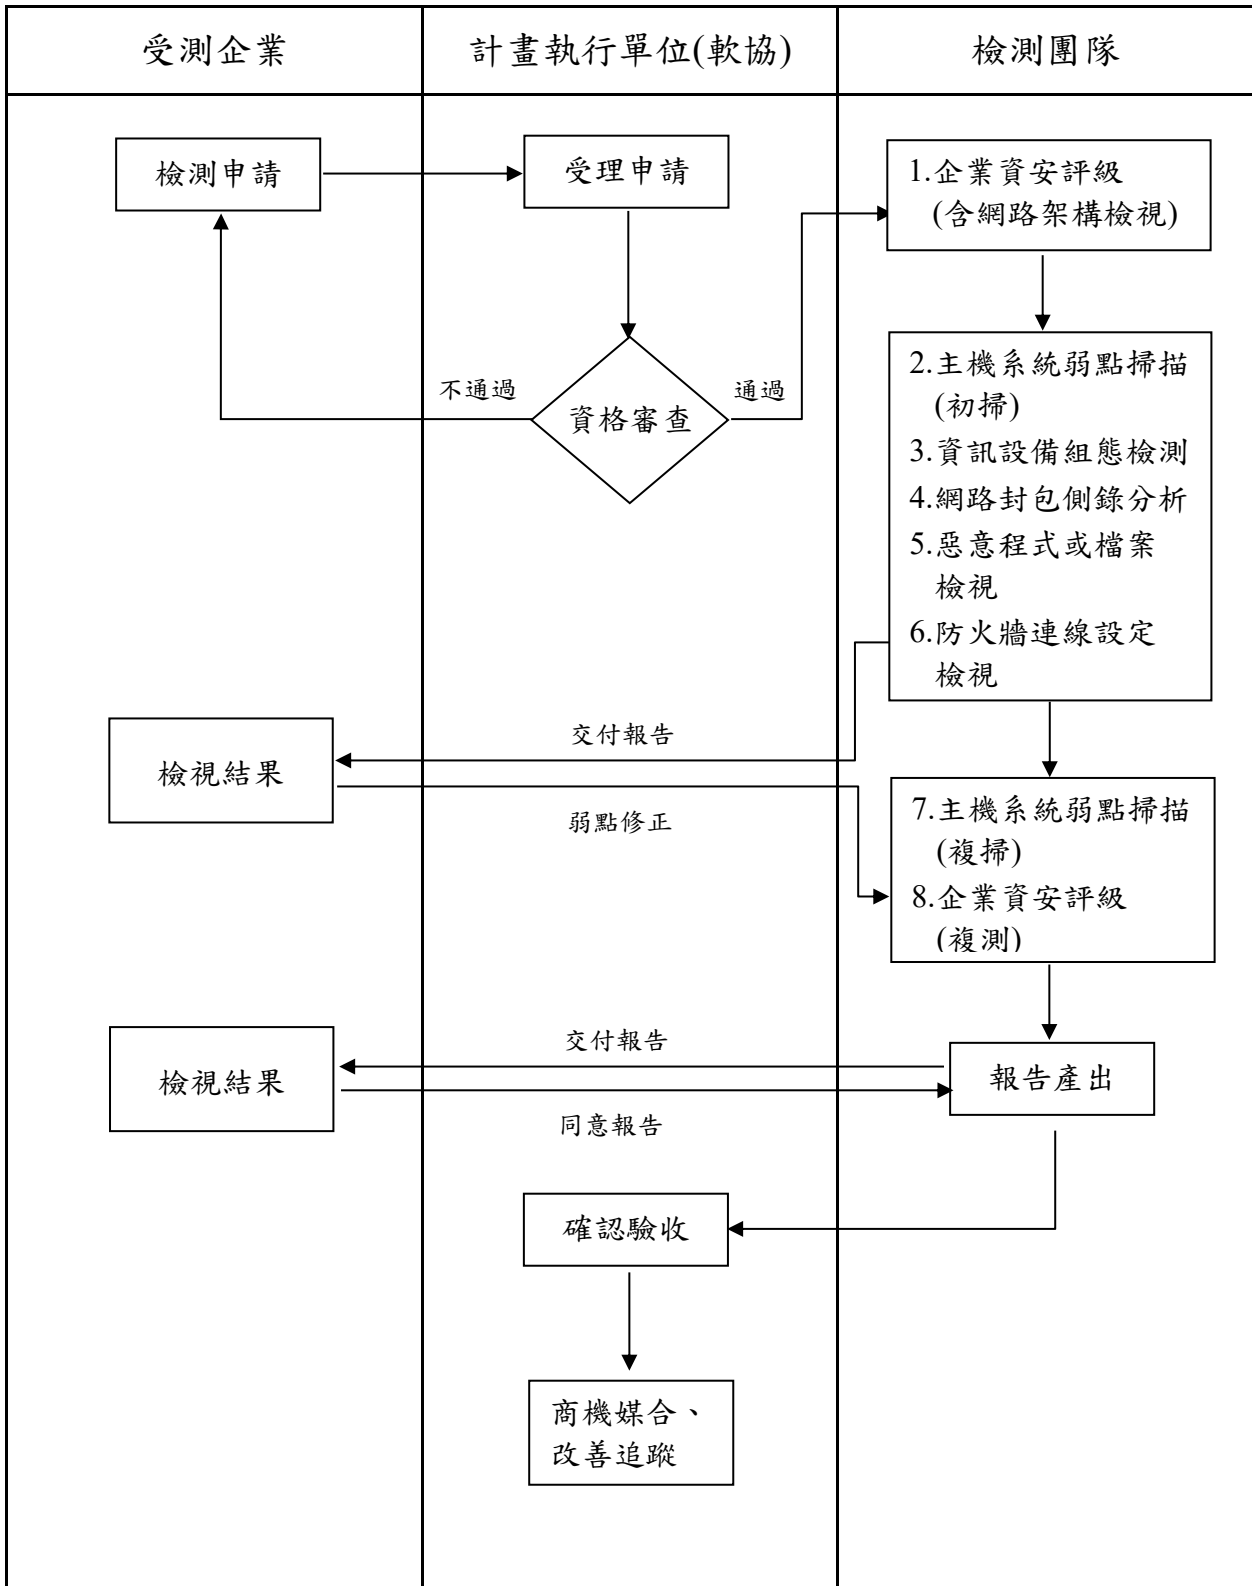 受測企業
計畫執行單位(軟協)
檢測團隊
檢測申請
受理申請
1.企業資安評級
(含網路架構檢視)
不通過
資格審查
通過
2.主機系統弱點掃描
(初掃)
3.資訊設備組態檢測
4.網路封包側錄分析
5.惡意程式或檔案
檢視
6.防火牆連線設定
檢視
交付報告
檢視結果
弱點修正
7.主機系統弱點掃描
(複掃)
8.企業資安評級
(複測)
交付報告
檢視結果
報告產出
同意報告
確認驗收
商機媒合、
改善追蹤